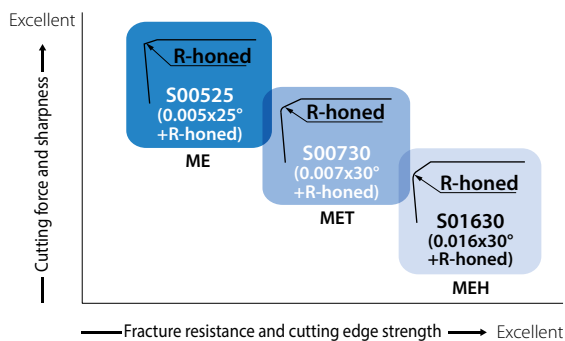 Excellent
Cutting force and sharpness
R-honed
S00525
(0.005x25°
+R-honed)
ME
R-honed
S00730
(0.007x30°
+R-honed)
MET
R-honed
S01630
(0.016x30°
+R-honed)
MEH
Fracture resistance and cutting edge strength
Excellent